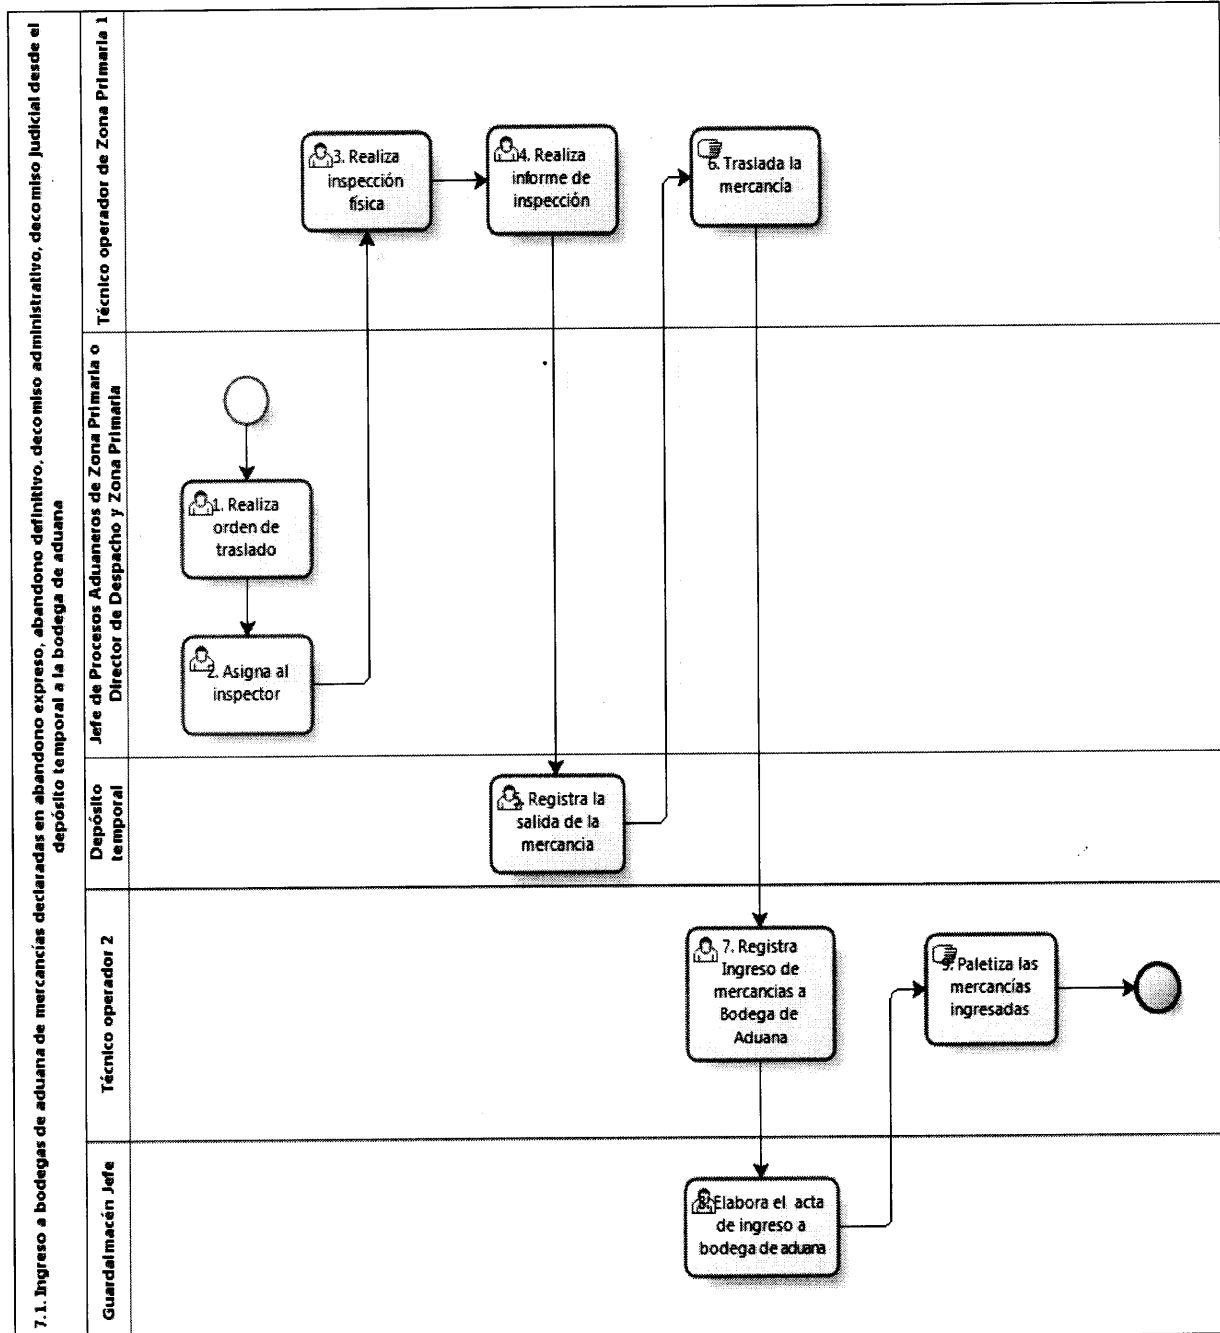 7.1. Ingreso a bodegas de aduana de mercancías declaradas en abandono expreso, abandono definitivo, decomiso administrativo, decomiso judicial desde el
depósito temporal a la bodega de aduana
Técnico operador de Zona Primaria 1
3. Realiza
inspección
física
4. Realiza
informe de
inspección
6. Traslada la
mercancía
Jefe de Procesos Aduaneros de Zona Primaria o
Director de Despacho y Zona Primaria
1. Realiza
orden de
traslado
2. Asigna al
inspector
Depósito
temporal
5. Registra la
salida de la
mercancia
Técnico operador 2
7. Registra
Ingreso de
mercancias a
Bodega de
Aduana
9. Paletiza las
mercancías
ingresadas
Guardalmacén Jefe
8. Elabora el acta
de ingreso a
bodega de aduana